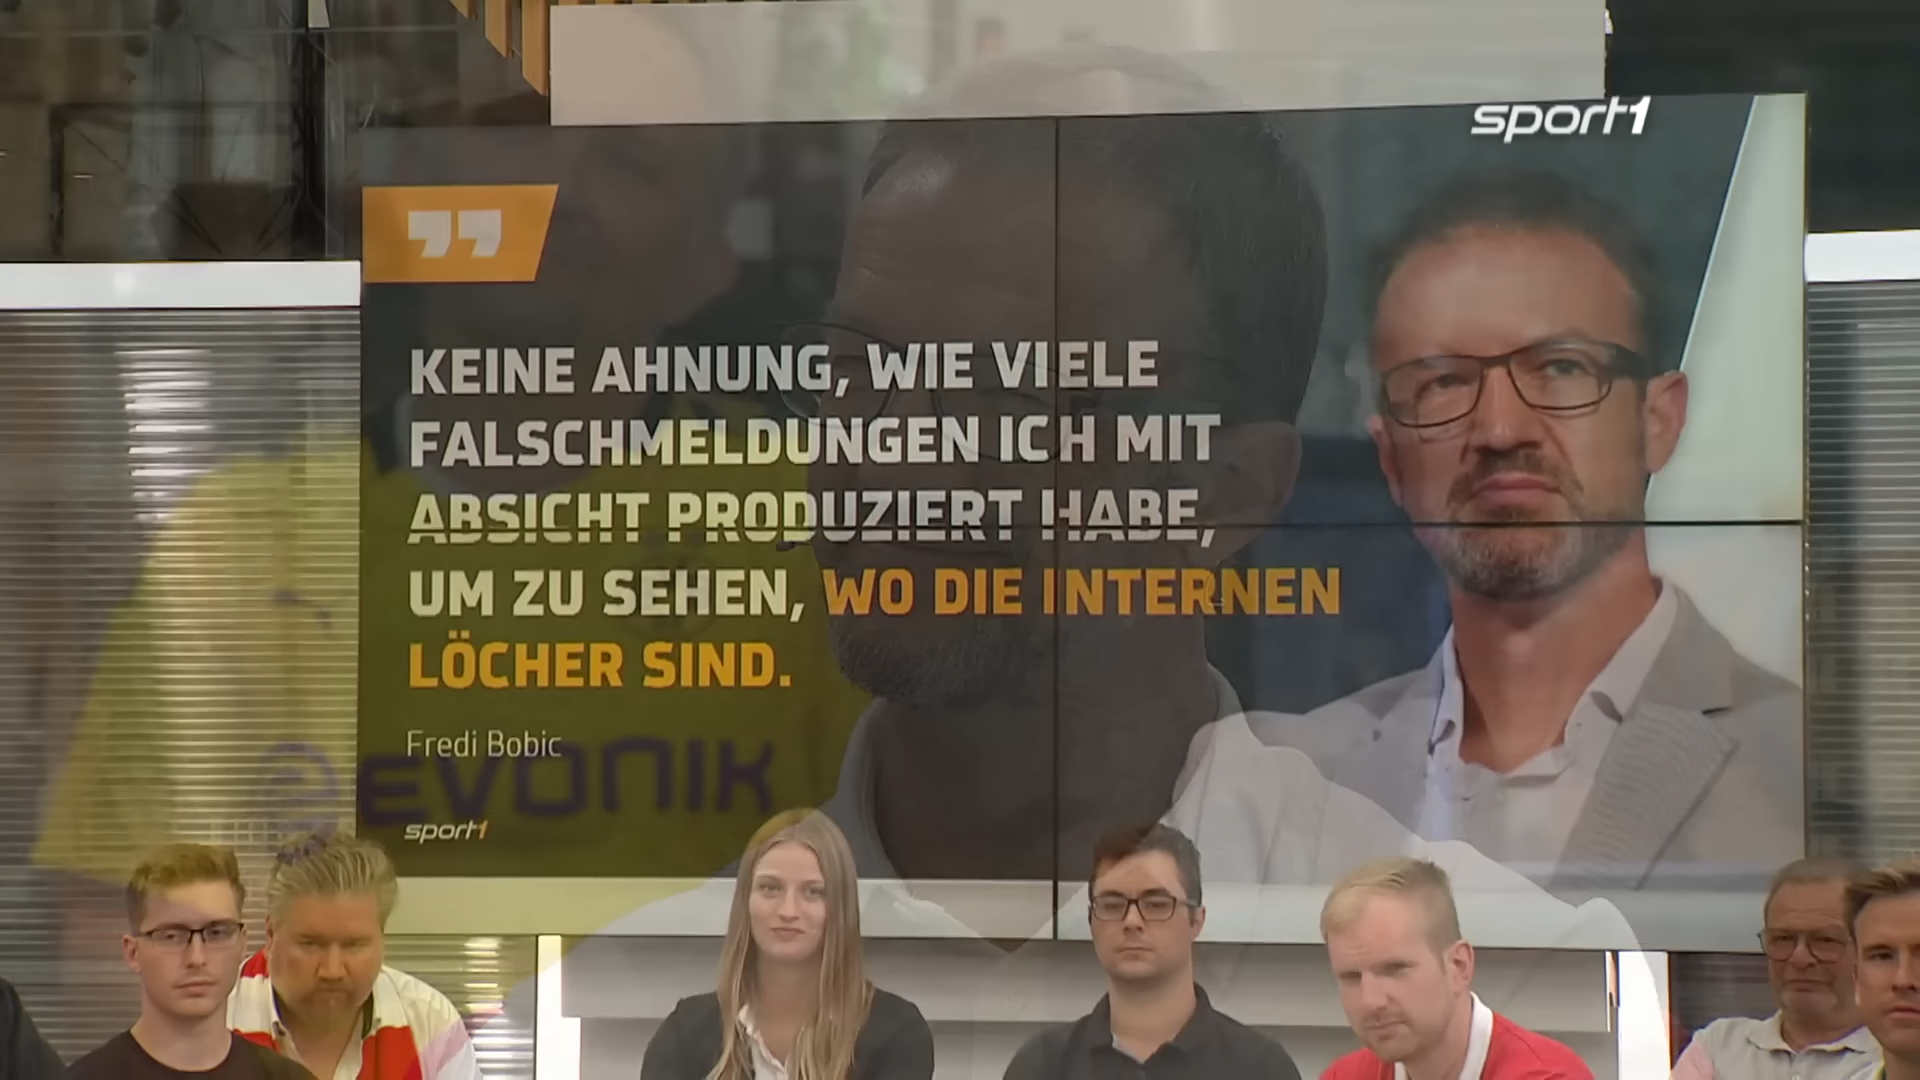 sport1
"
KEINE AHNUNG, WIE VIELE
FALSCHMELDUNGEN ICH MIT
ABSICHT PRODUZIERT HABE,
UM ZU SEHEN, WO DIE INTERNEN
LÖCHER SIND.
Fredi Bobic
EVONIK
sport1